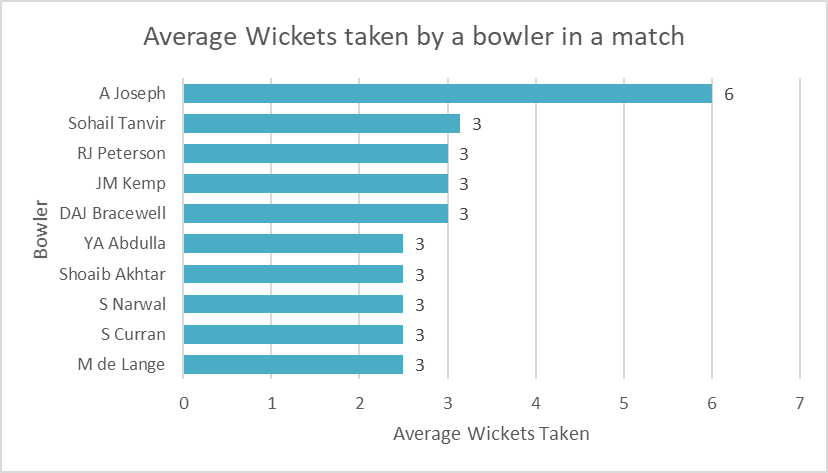 Average Wickets taken by a bowler in a match
Bowler
A Joseph 6
Sohail Tanvir 3
RJ Peterson 3
JM Kemp 3
DAJ Bracewell 3
YA Abdulla 3
Shoaib Akhtar 3
S Narwal 3
S Curran 3
M de Lange 3
0 1 2 3 4 5 6 7
Average Wickets Taken